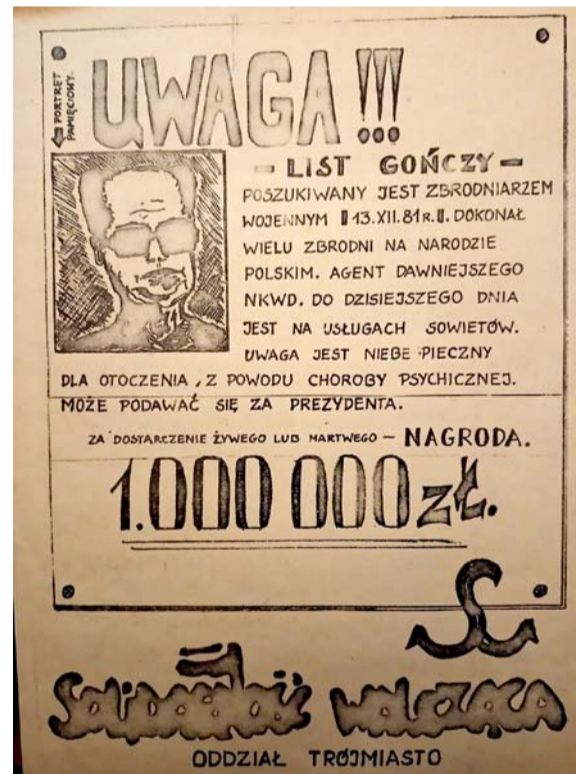 UWAGA!!!
PORTRET
PAMIĘCIOWY.
- LIST GOŃCZY -
POSZUKIWANY JEST ZBRODNIARZEM
WOJENNYM 13.XII.81R. DOKONAŁ
WIELU ZBRODNI NA NARODZIE
POLSKIM. AGENT DAWNIEJSZEGO
NKWD. DO DZISIEJSZEGO DNIA
JEST NA USŁUGACH SOWIETÓW.
UWAGA JEST NIEBEPIECZNY
DLA OTOCZENIA, Z POWODU CHOROBY PSYCHICZNEJ.
MOŻE PODAWAĆ SIĘ ZA PREZYDENTA.
ZA DOSTARCZENIE ŻYWEGO LUB MARTWEGO - NAGRODA.
1.000 000 zł.
Solidarność walcząca
ODDZIAŁ TRÓJMIASTO